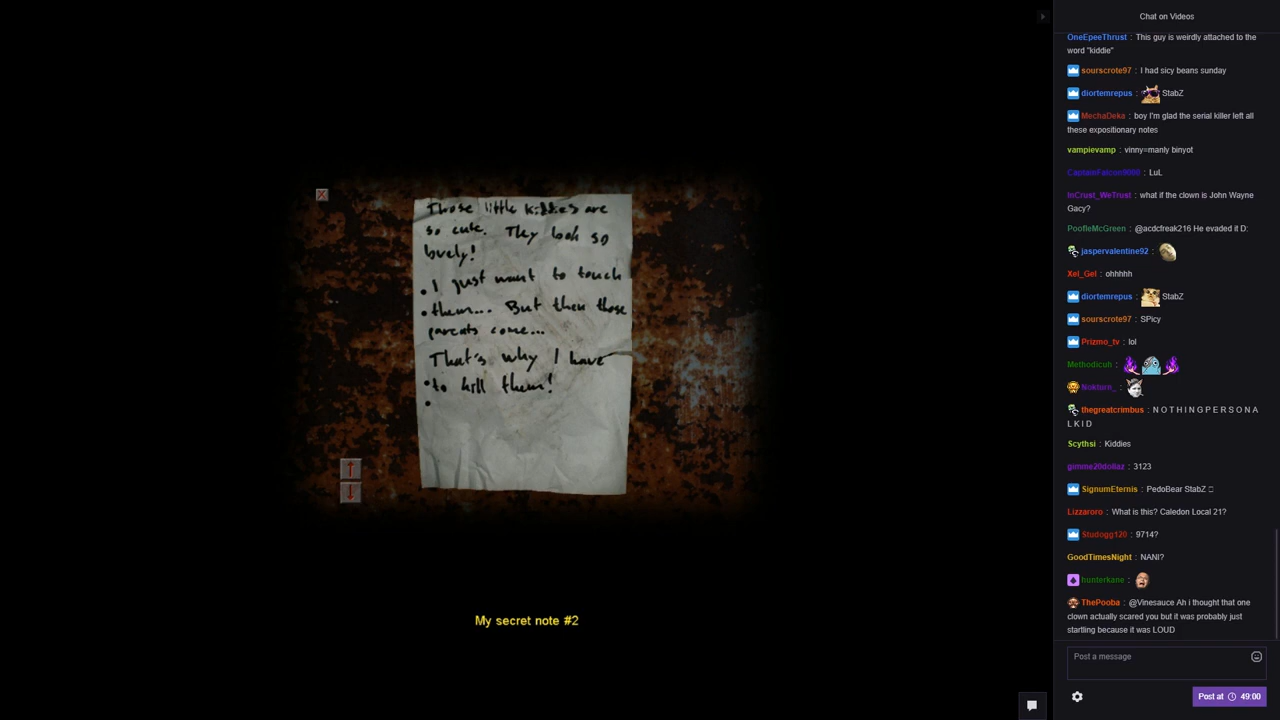 Those little kiddies are
so cute. They look so
lovely!
• I just want to touch
• them... But then those
parents come...
That's why I have
• to kill them!
•
X
↑
↓
My secret note #2
Chat on Videos
OneEpeeThrust : This guy is weirdly attached to the
word "kiddie"
sourscrote97 : I had sicy beans sunday
diortemrepus : StabZ
MechaDeka : boy I'm glad the serial killer left all
these expositionary notes
vampievamp : vinny=manly binyot
CaptainFalcon9000 : LuL
InCrust_WeTrust : what if the clown is John Wayne
Gacy?
PoofleMcGreen : @acdcfreak216 He evaded it D:
jaspervalentine92 :
Xel_Gel : ohhhhh
diortemrepus : StabZ
sourscrote97 : SPicy
Prizmo_tv : lol
Methodicuh :
Nokturn_ :
thegreatcrimbus : N O T H I N G P E R S O N A
L K I D
Scythsi : Kiddies
gimme20dollaz : 3123
SignumEternis : PedoBear StabZ □
Lizzaroro : What is this? Caledon Local 21?
Studogg120 : 9714?
GoodTimesNight : NANI?
hunterkane :
ThePooba : @Vinesauce Ah i thought that one
clown actually scared you but it was probably just
startling because it was LOUD
Post a message
Post at 49:00